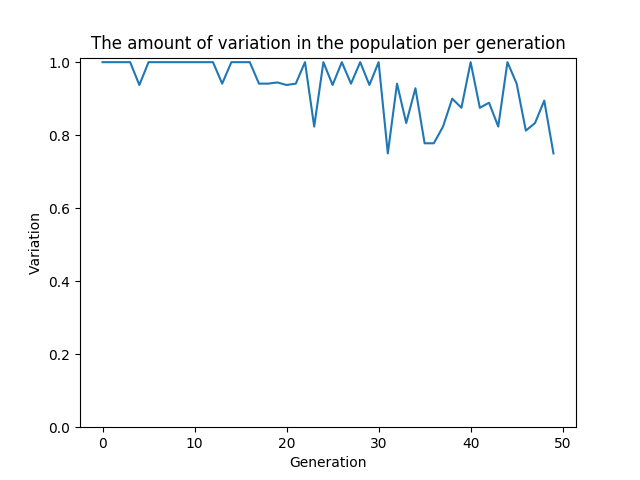 The amount of variation in the population per generation
1.0
0.8
0.6
0.4
0.2
0.0
Variation
0 10 20 30 40 50
Generation